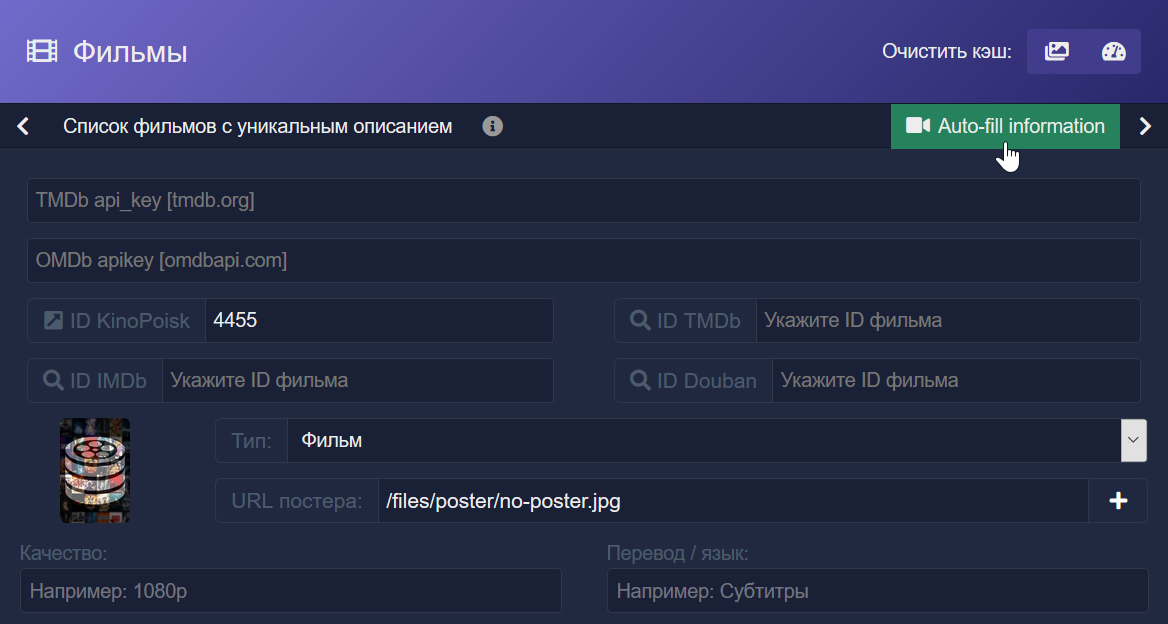 Фильмы
Очистить кэш:
Список фильмов с уникальным описанием
Auto-fill information
TMDb api_key [tmdb.org]
OMDb apikey [omdbapi.com]
ID KinoPoisk 4455
ID TMDb Укажите ID фильма
ID IMDb Укажите ID фильма
ID Douban Укажите ID фильма
Тип: Фильм
URL постера: /files/poster/no-poster.jpg
Качество:
Перевод / язык:
Например: 1080p
Например: Субтитры